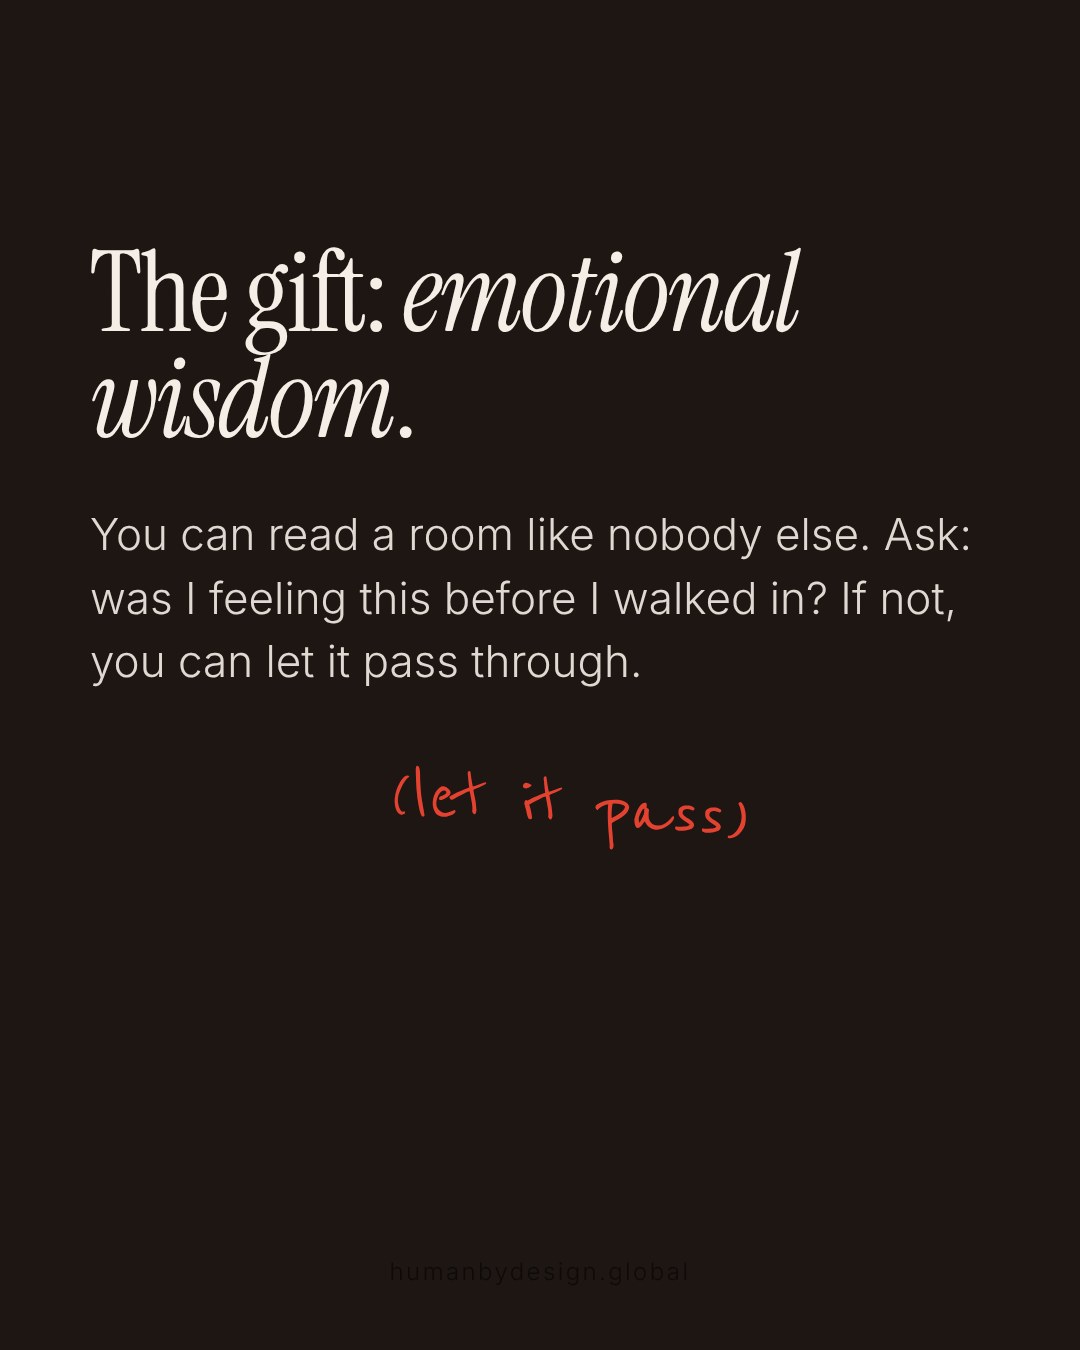 The gift: emotional
wisdom.
You can read a room like nobody else. Ask:
was I feeling this before I walked in? If not,
you can let it pass through.
(let it pass)
humanbydesign.global